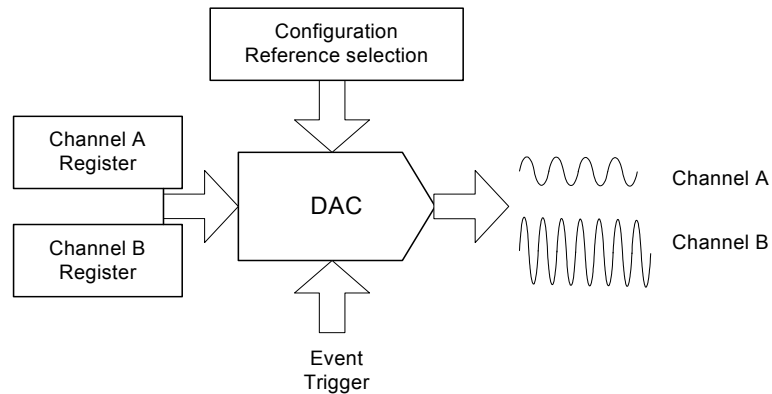 Configuration
Reference selection
Channel A
Register
Channel B
Register
DAC
Channel A
Channel B
Event
Trigger